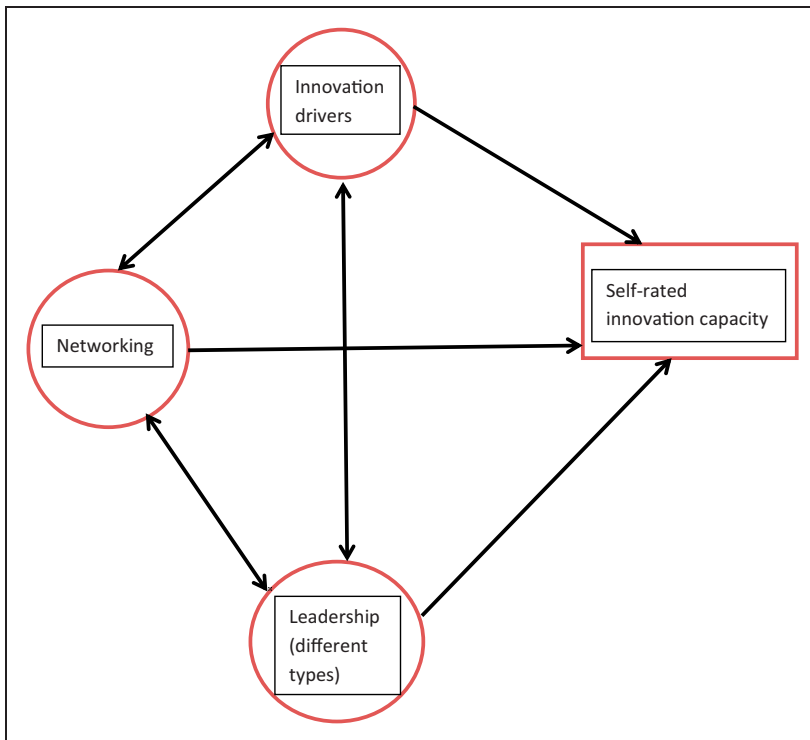 Innovation
drivers
Self-rated
innovation capacity
Networking
Leadership
(different
types)